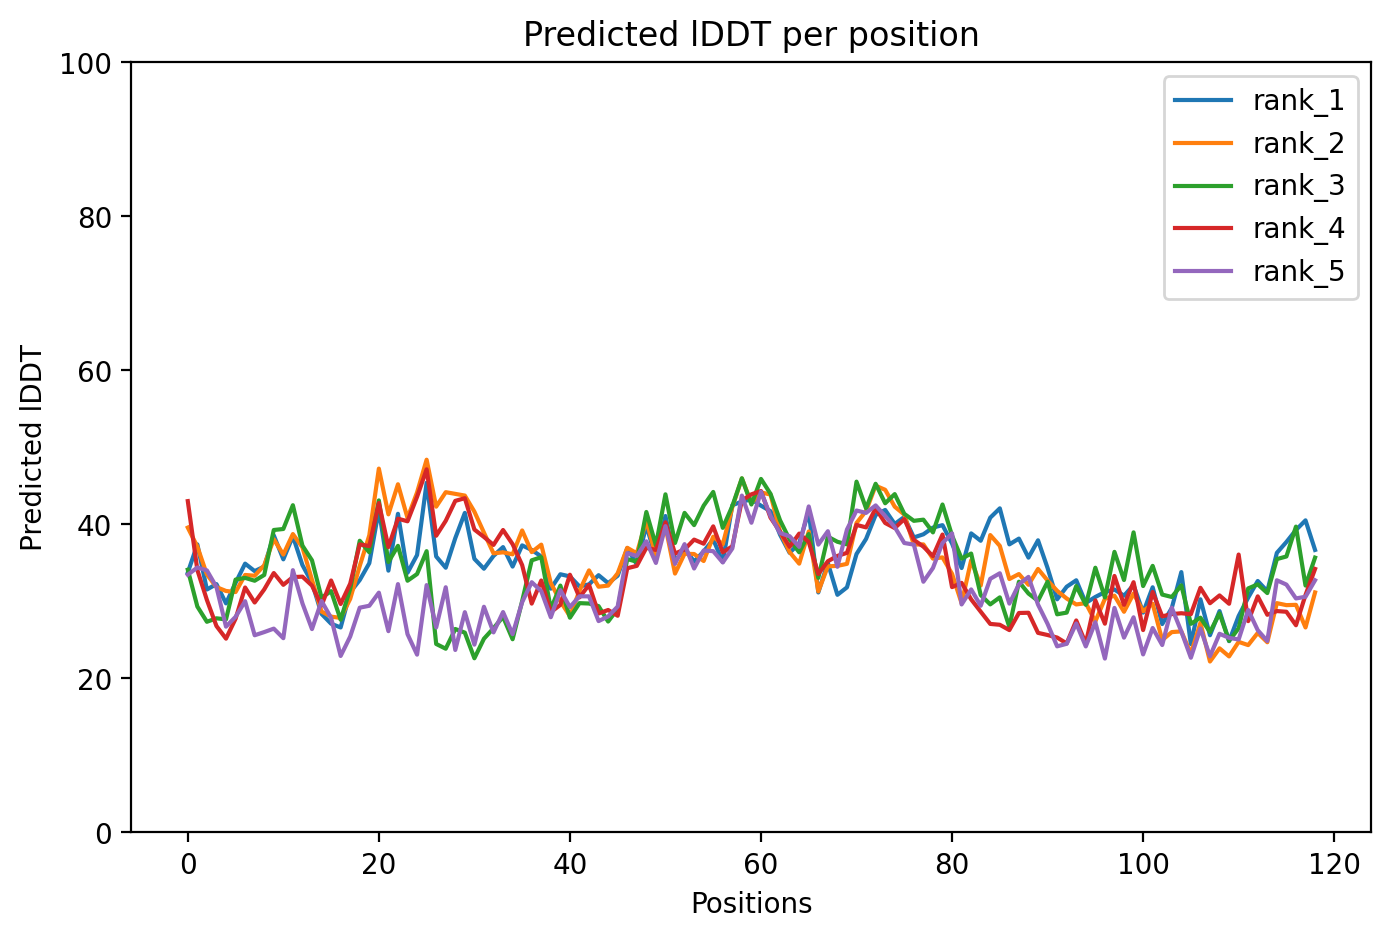 Predicted lDDT per position
100
80
60
40
20
0
Predicted lDDT
0 20 40 60 80 100 120
Positions
rank_1
rank_2
rank_3
rank_4
rank_5